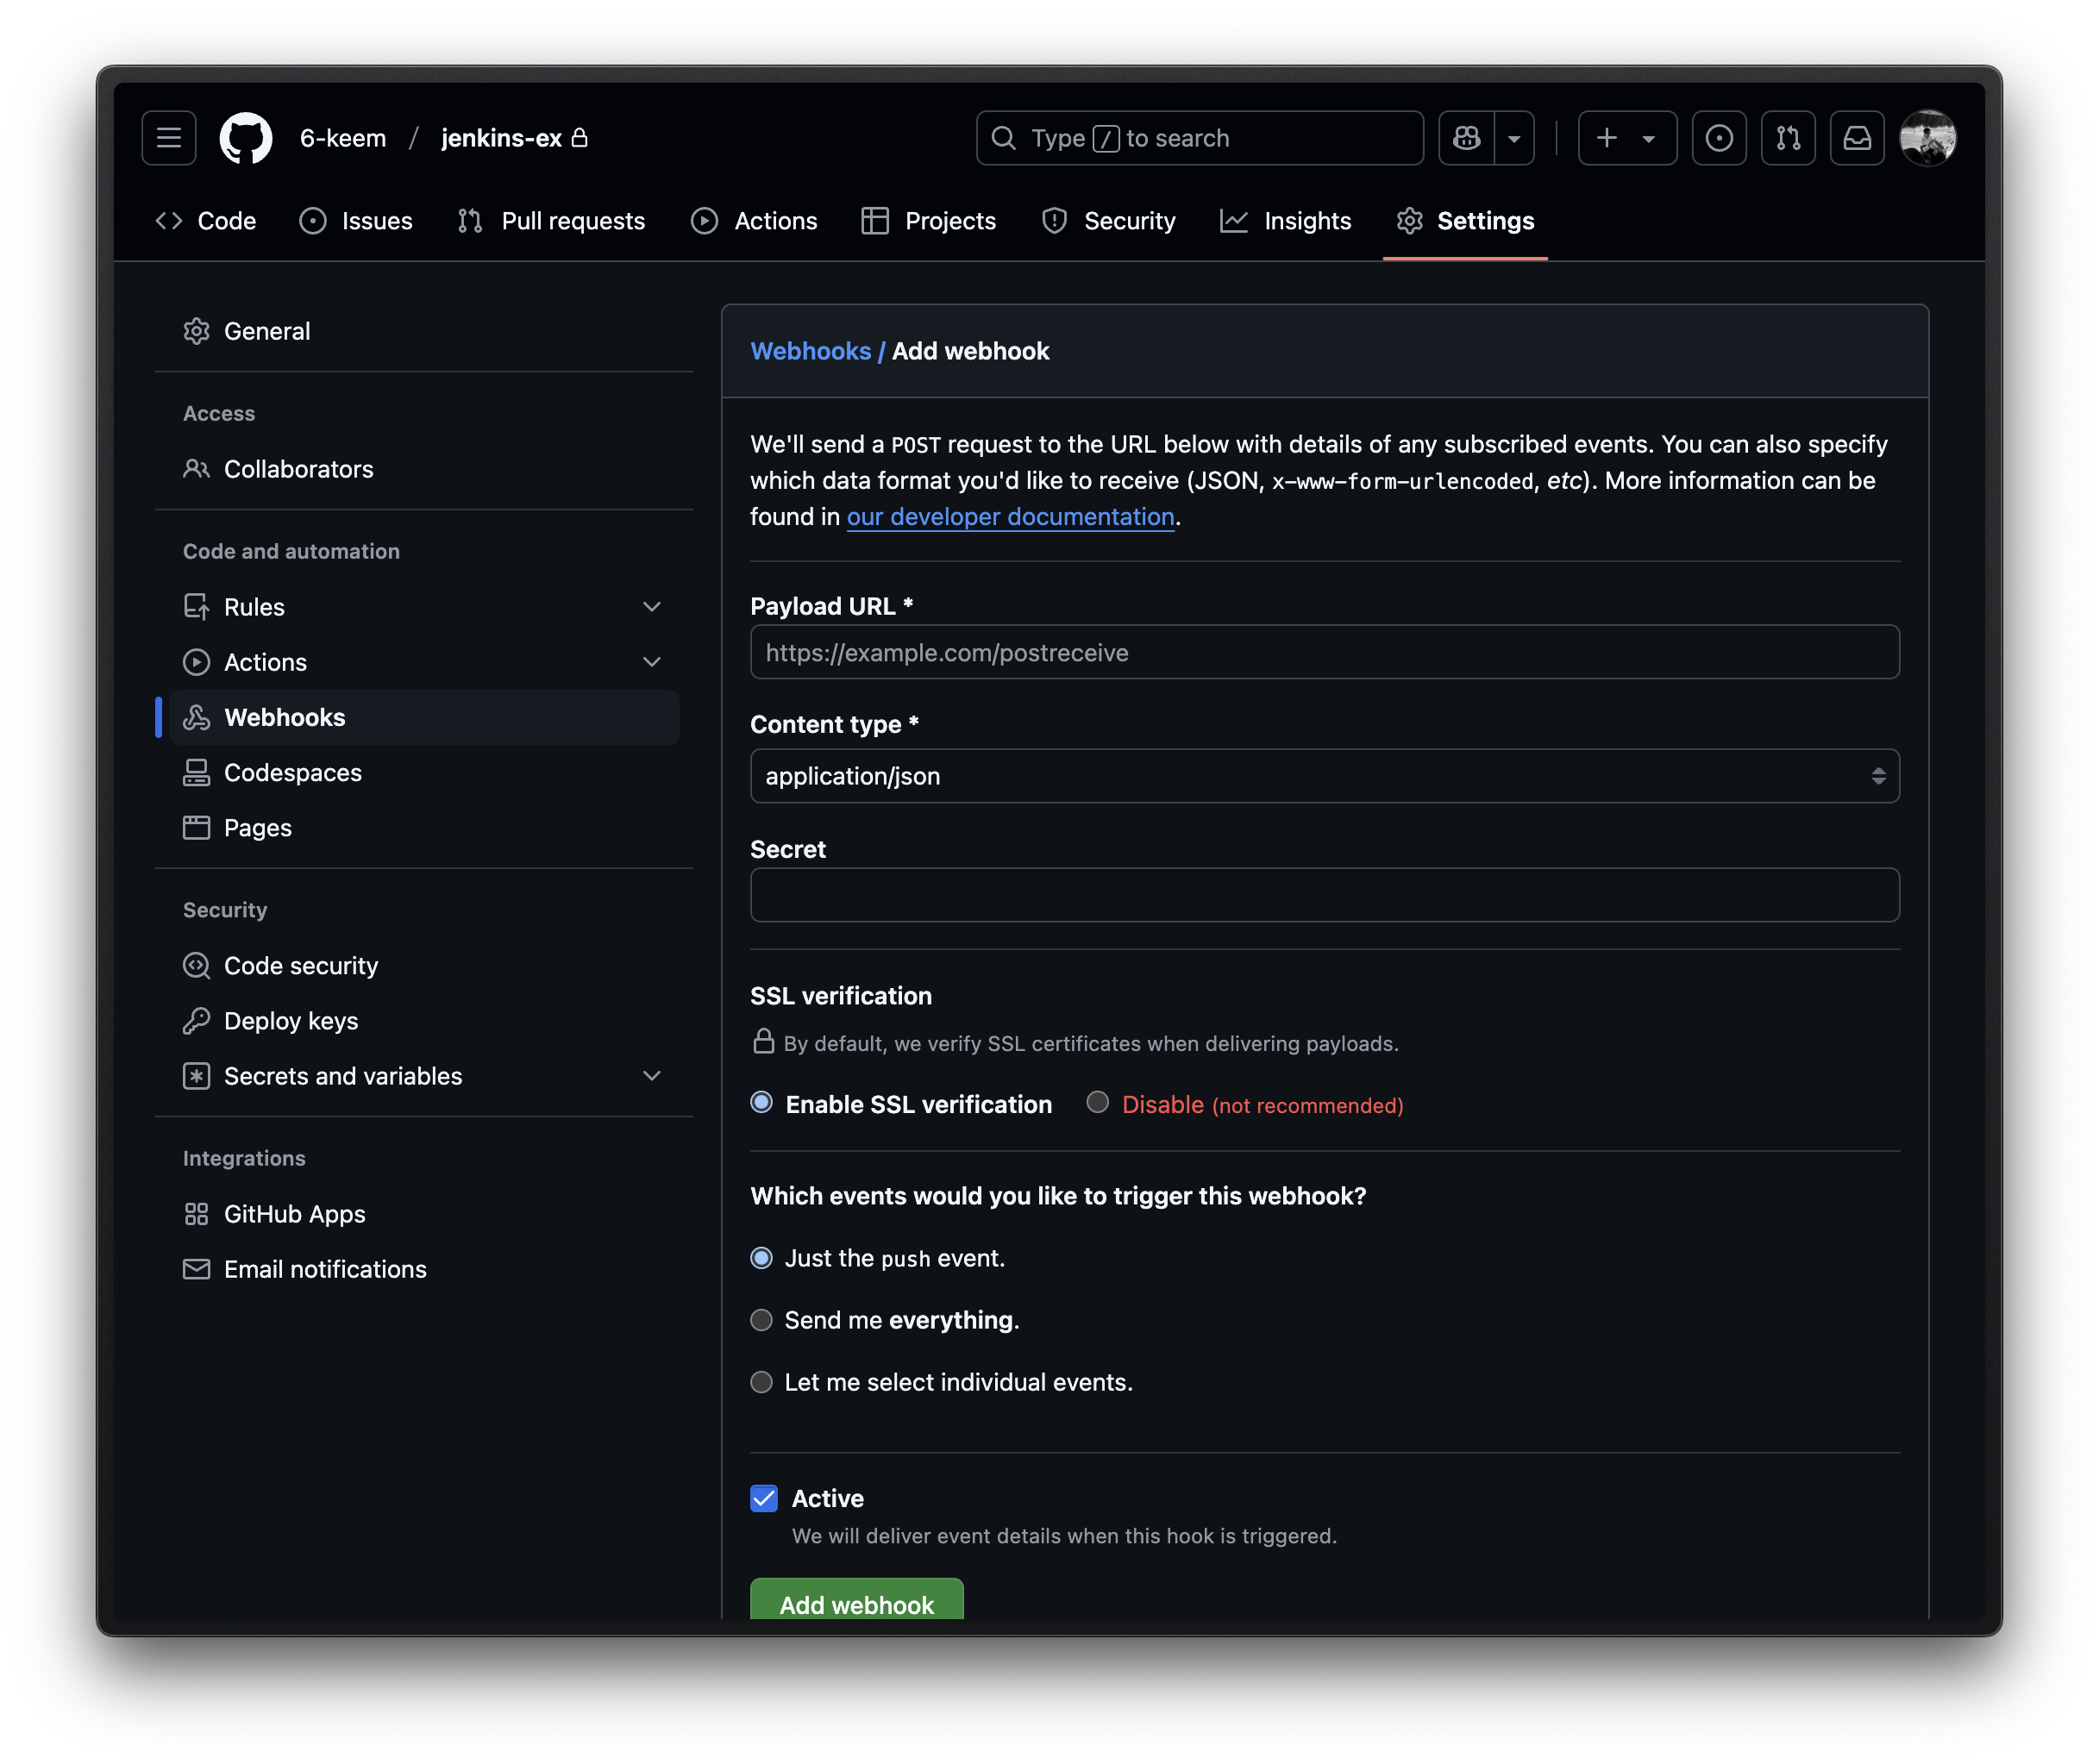 6-keem / jenkins-ex
Type / to search
Code Issues Pull requests Actions Projects Security Insights Settings
General
Access
Collaborators
Code and automation
Rules
Actions
Webhooks
Codespaces
Pages
Security
Code security
Deploy keys
Secrets and variables
Integrations
GitHub Apps
Email notifications
Webhooks / Add webhook
We'll send a POST request to the URL below with details of any subscribed events. You can also specify
which data format you'd like to receive (JSON, x-www-form-urlencoded, etc). More information can be
found in our developer documentation.
Payload URL *
https://example.com/postreceive
Content type *
application/json
Secret
SSL verification
By default, we verify SSL certificates when delivering payloads.
Enable SSL verification Disable (not recommended)
Which events would you like to trigger this webhook?
Just the push event.
Send me everything.
Let me select individual events.
Active
We will deliver event details when this hook is triggered.
Add webhook